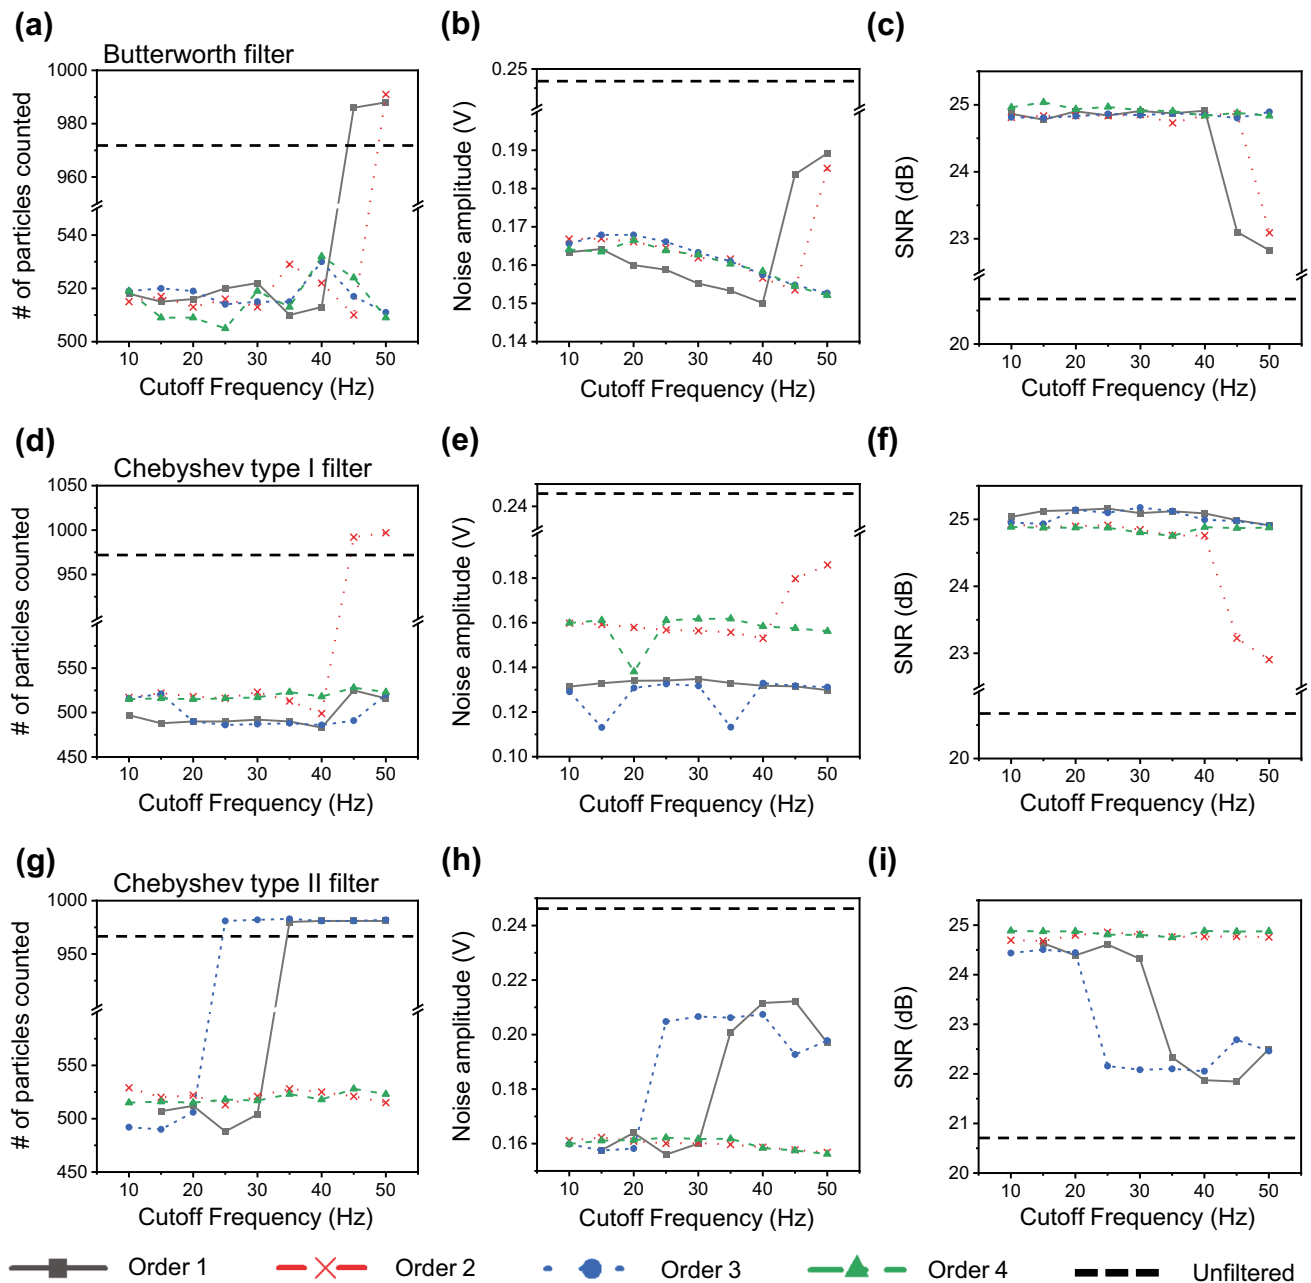 (a)
Butterworth filter
# of particles counted
1000
980
960
540
520
500
10 20 30 40 50
Cutoff Frequency (Hz)
(b)
Noise amplitude (V)
0.25
0.19
0.18
0.17
0.16
0.15
0.14
10 20 30 40 50
Cutoff Frequency (Hz)
(c)
SNR (dB)
25
24
23
20
10 20 30 40 50
Cutoff Frequency (Hz)
(d)
Chebyshev type I filter
# of particles counted
1050
1000
950
550
500
450
10 20 30 40 50
Cutoff Frequency (Hz)
(e)
Noise amplitude (V)
0.24
0.18
0.16
0.14
0.12
0.10
10 20 30 40 50
Cutoff Frequency (Hz)
(f)
SNR (dB)
25
24
23
20
10 20 30 40 50
Cutoff Frequency (Hz)
(g)
Chebyshev type II filter
# of particles counted
1000
950
550
500
450
10 20 30 40 50
Cutoff Frequency (Hz)
(h)
Noise amplitude (V)
0.24
0.22
0.20
0.18
0.16
10 20 30 40 50
Cutoff Frequency (Hz)
(i)
SNR (dB)
25
24
23
22
21
20
10 20 30 40 50
Cutoff Frequency (Hz)
Order 1 Order 2 Order 3 Order 4 Unfiltered